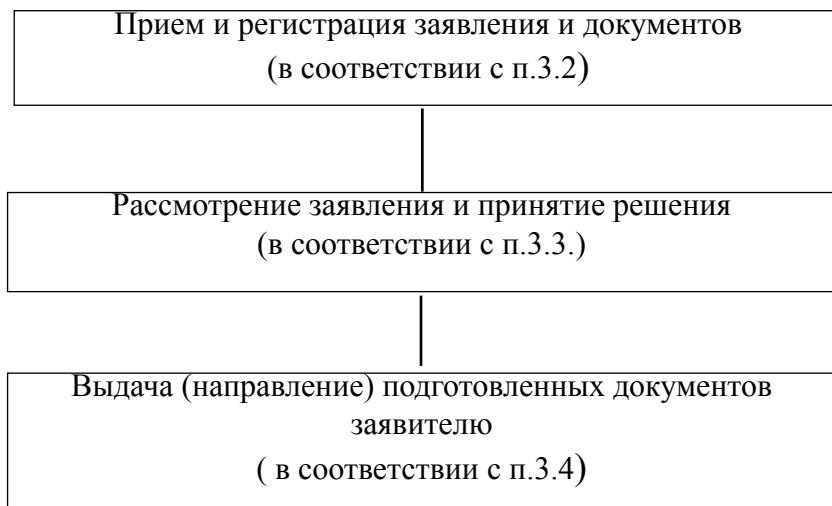 Прием и регистрация заявления и документов
(в соответствии с п.3.2)
Рассмотрение заявления и принятие решения
(в соответствии с п.3.3.)
Выдача (направление) подготовленных документов
заявителю
( в соответствии с п.3.4)